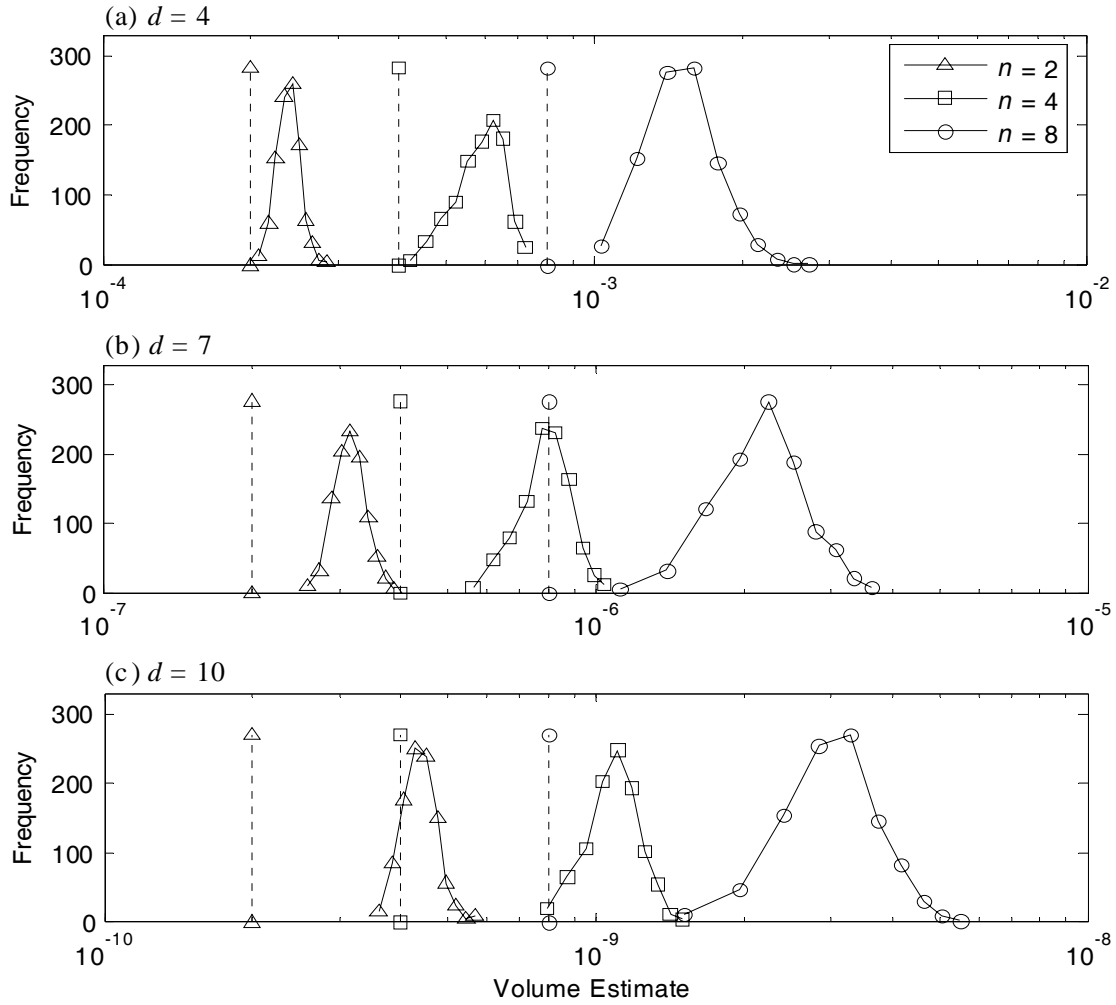 (a) d = 4
300
200
100
0
Frequency
n = 2
n = 4
n = 8
10^-4
10^-3
10^-2
(b) d = 7
300
200
100
0
Frequency
10^-7
10^-6
10^-5
(c) d = 10
300
200
100
0
Frequency
10^-10
10^-9
10^-8
Volume Estimate